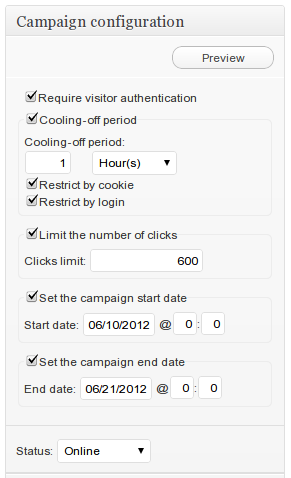 Campaign configuration
Preview
Require visitor authentication
Cooling-off period
Cooling-off period:
1 Hour(s)
Restrict by cookie
Restrict by login
Limit the number of clicks
Clicks limit: 600
Set the campaign start date
Start date: 06/10/2012 @ 0 : 0
Set the campaign end date
End date: 06/21/2012 @ 0 : 0
Status: Online